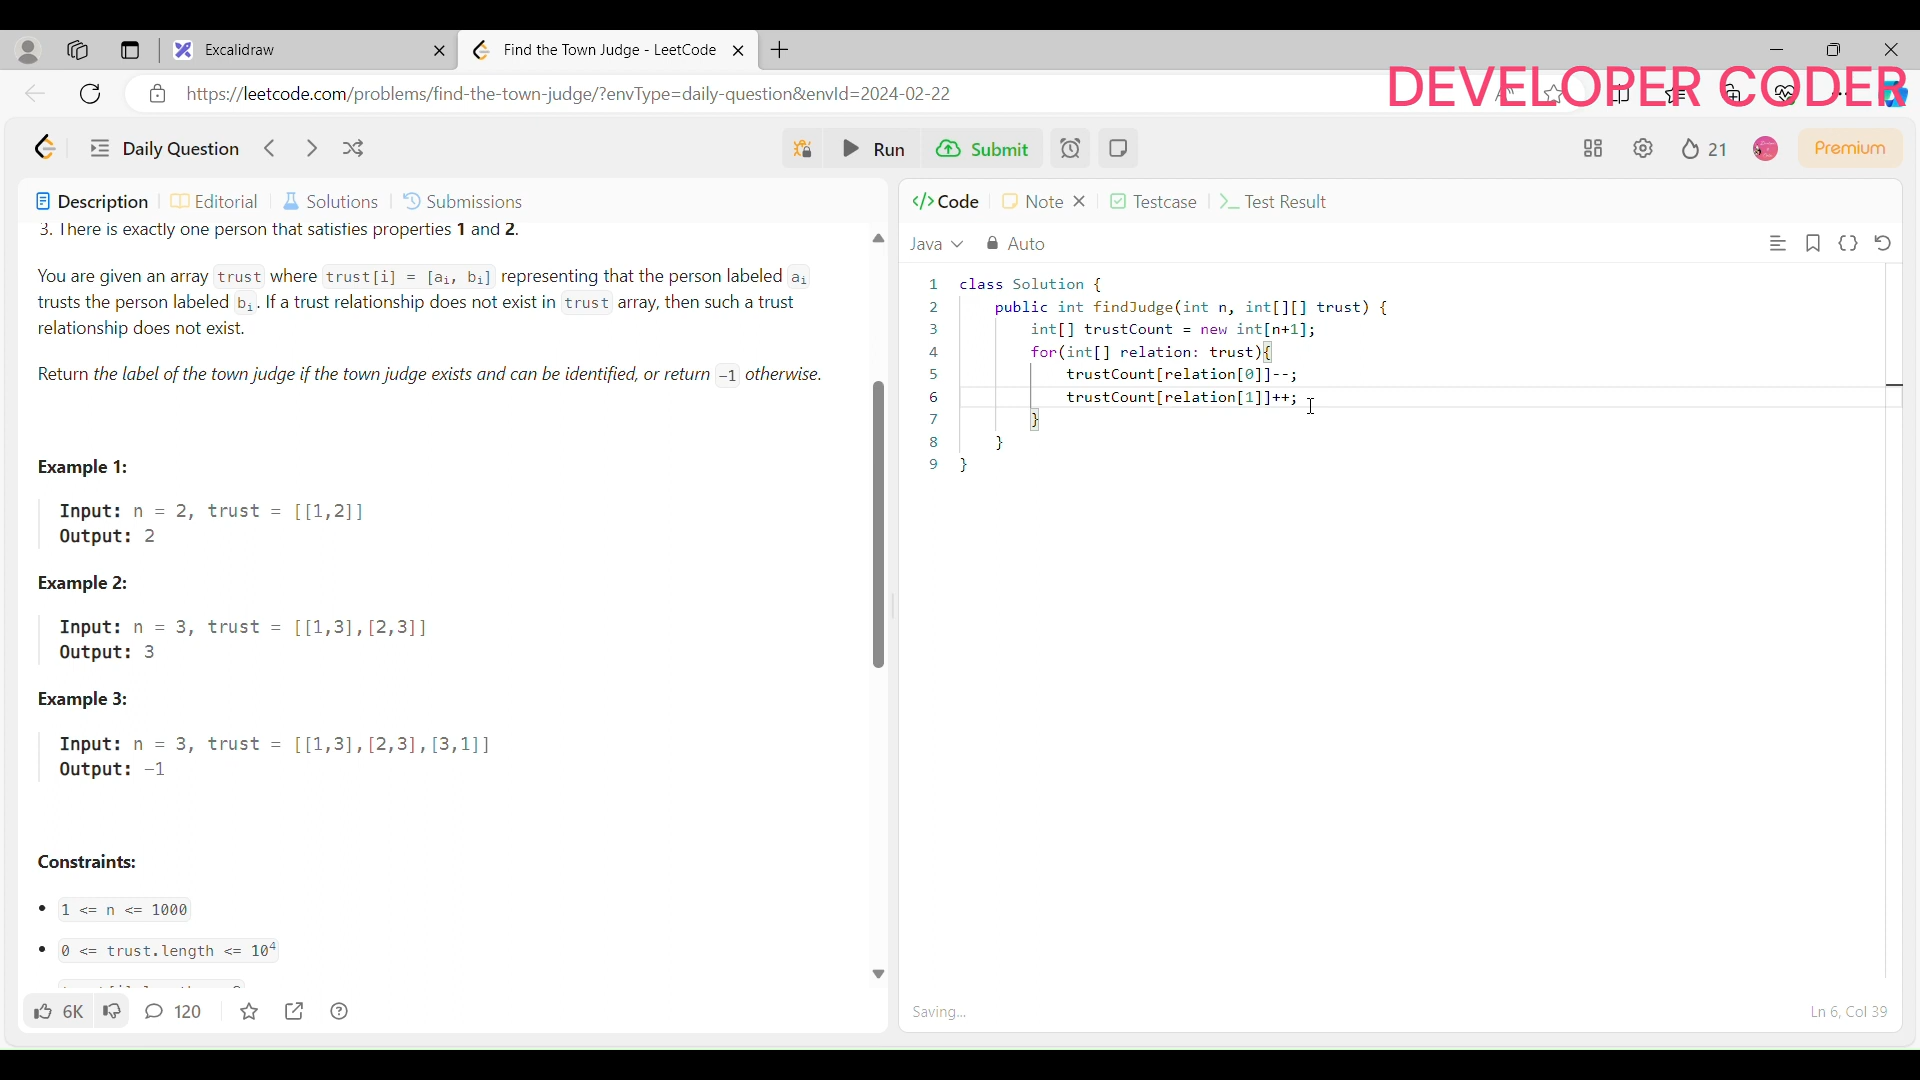 Excalidraw
Find the Town Judge - LeetCode
https://leetcode.com/problems/find-the-town-judge/?envType=daily-question&envId=2024-02-22
DEVELOPER CODER
Daily Question
Run
Submit
21
Premium
Description
Editorial
Solutions
Submissions
3. There is exactly one person that satisfies properties 1 and 2.
You are given an array trust where trust[i] = [ai, bi] representing that the person labeled ai
trusts the person labeled bi. If a trust relationship does not exist in trust array, then such a trust
relationship does not exist.
Return the label of the town judge if the town judge exists and can be identified, or return -1 otherwise.
Example 1:
Input: n = 2, trust = [[1,2]]
Output: 2
Example 2:
Input: n = 3, trust = [[1,3],[2,3]]
Output: 3
Example 3:
Input: n = 3, trust = [[1,3],[2,3],[3,1]]
Output: -1
Constraints:
• 1 <= n <= 1000
• 0 <= trust.length <= 10⁴
6K
120
Code
Note
Testcase
Test Result
Java
Auto
1 class Solution {
2 public int findJudge(int n, int[][] trust) {
3 int[] trustCount = new int[n+1];
4 for(int[] relation: trust){
5 trustCount[relation[0]]--;
6 trustCount[relation[1]]++;
7 }
8 }
9 }
Saving...
Ln 6, Col 39